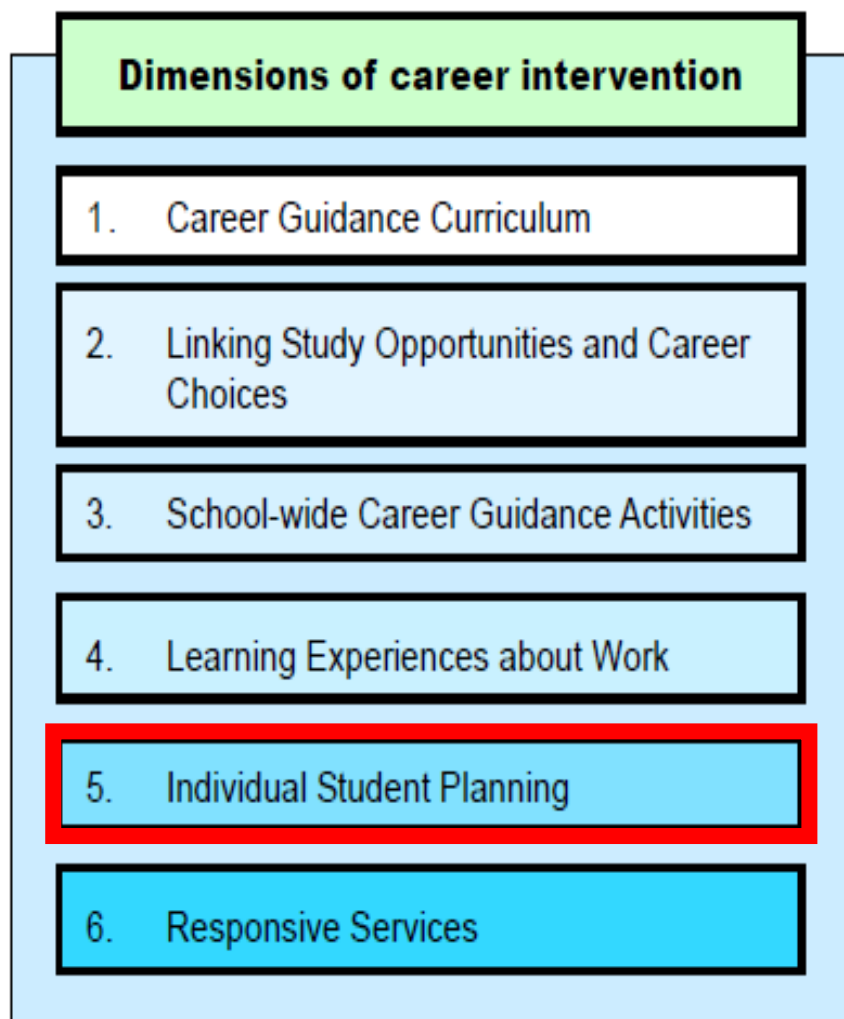 Dimensions of career intervention
1. Career Guidance Curriculum
2. Linking Study Opportunities and Career
Choices
3. School-wide Career Guidance Activities
4. Learning Experiences about Work
5. Individual Student Planning
6. Responsive Services